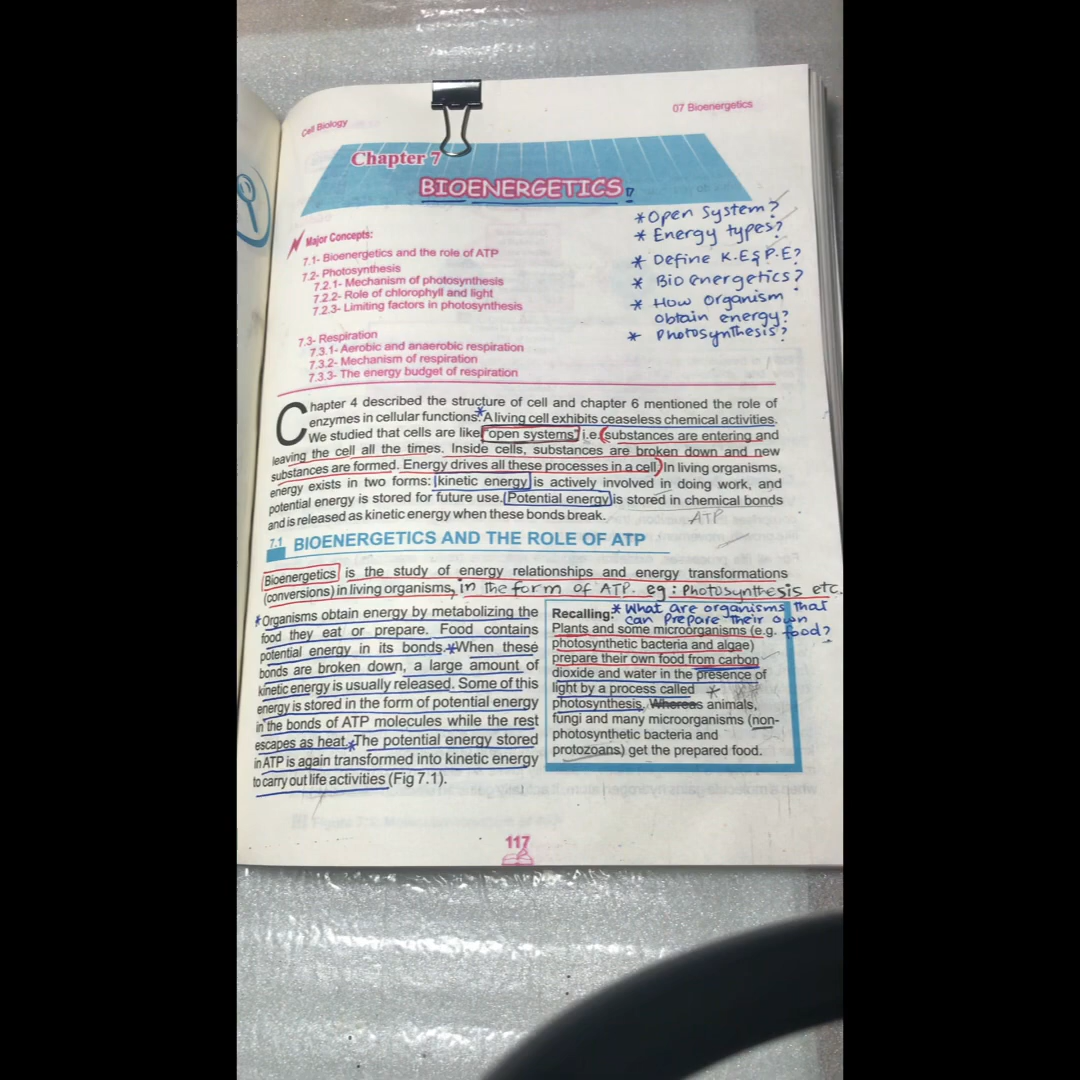 Cell Biology
07 Bioenergetics
Chapter 7
BIOENERGETICS
*Open System?
* Energy types?
* Define K.E & P.E?
* Bio energetics?
* How organism
obtain energy?
* Photosynthesis?
Major Concepts:
7.1- Bioenergetics and the role of ATP
7.2- Photosynthesis
7.2.1- Mechanism of photosynthesis
7.2.2- Role of chlorophyll and light
7.2.3- Limiting factors in photosynthesis
7.3- Respiration
7.3.1- Aerobic and anaerobic respiration
7.3.2- Mechanism of respiration
7.3.3- The energy budget of respiration
Chapter 4 described the structure of cell and chapter 6 mentioned the role of
enzymes in cellular functions.*A living cell exhibits ceaseless chemical activities.
We studied that cells are like "open systems" i.e.(substances are entering and
leaving the cell all the times. Inside cells, substances are broken down and new
substances are formed. Energy drives all these processes in a cell.)In living organisms,
energy exists in two forms: kinetic energy is actively involved in doing work, and
potential energy is stored for future use. Potential energy is stored in chemical bonds
and is released as kinetic energy when these bonds break.
ATP
7.1 BIOENERGETICS AND THE ROLE OF ATP
Bioenergetics is the study of energy relationships and energy transformations
(conversions) in living organisms, in the form of ATP. eg: Photosynthesis etc.
*Organisms obtain energy by metabolizing the
food they eat or prepare. Food contains
potential energy in its bonds.*When these
bonds are broken down, a large amount of
kinetic energy is usually released. Some of this
energy is stored in the form of potential energy
in the bonds of ATP molecules while the rest
escapes as heat.*The potential energy stored
in ATP is again transformed into kinetic energy
to carry out life activities (Fig 7.1).
Recalling:* What are organisms that
can prepare their own
food?
Plants and some microorganisms (e.g.
photosynthetic bacteria and algae)
prepare their own food from carbon
dioxide and water in the presence of
light by a process called *
photosynthesis. Whereas animals,
fungi and many microorganisms (non-
photosynthetic bacteria and
protozoans) get the prepared food.
117